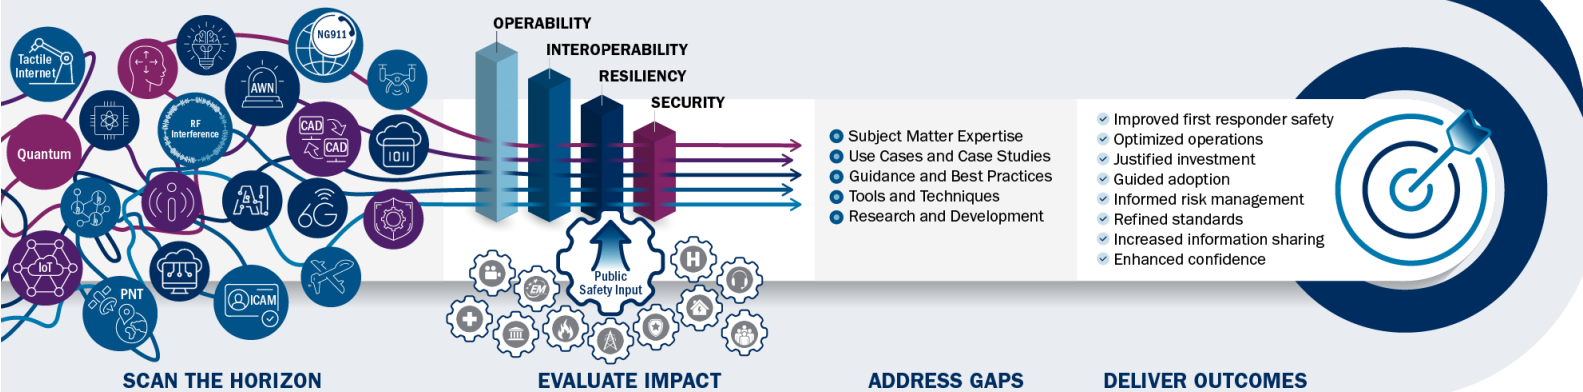 Tactile
Internet
NG911
AWN
RF
Interference
CAD
CAD
Quantum
1011
AI
6G
IoT
PNT
ICAM
OPERABILITY
INTEROPERABILITY
RESILIENCY
SECURITY
EM
H
Public
Safety Input
Subject Matter Expertise
Use Cases and Case Studies
Guidance and Best Practices
Tools and Techniques
Research and Development
Improved first responder safety
Optimized operations
Justified investment
Guided adoption
Informed risk management
Refined standards
Increased information sharing
Enhanced confidence
SCAN THE HORIZON
EVALUATE IMPACT
ADDRESS GAPS
DELIVER OUTCOMES